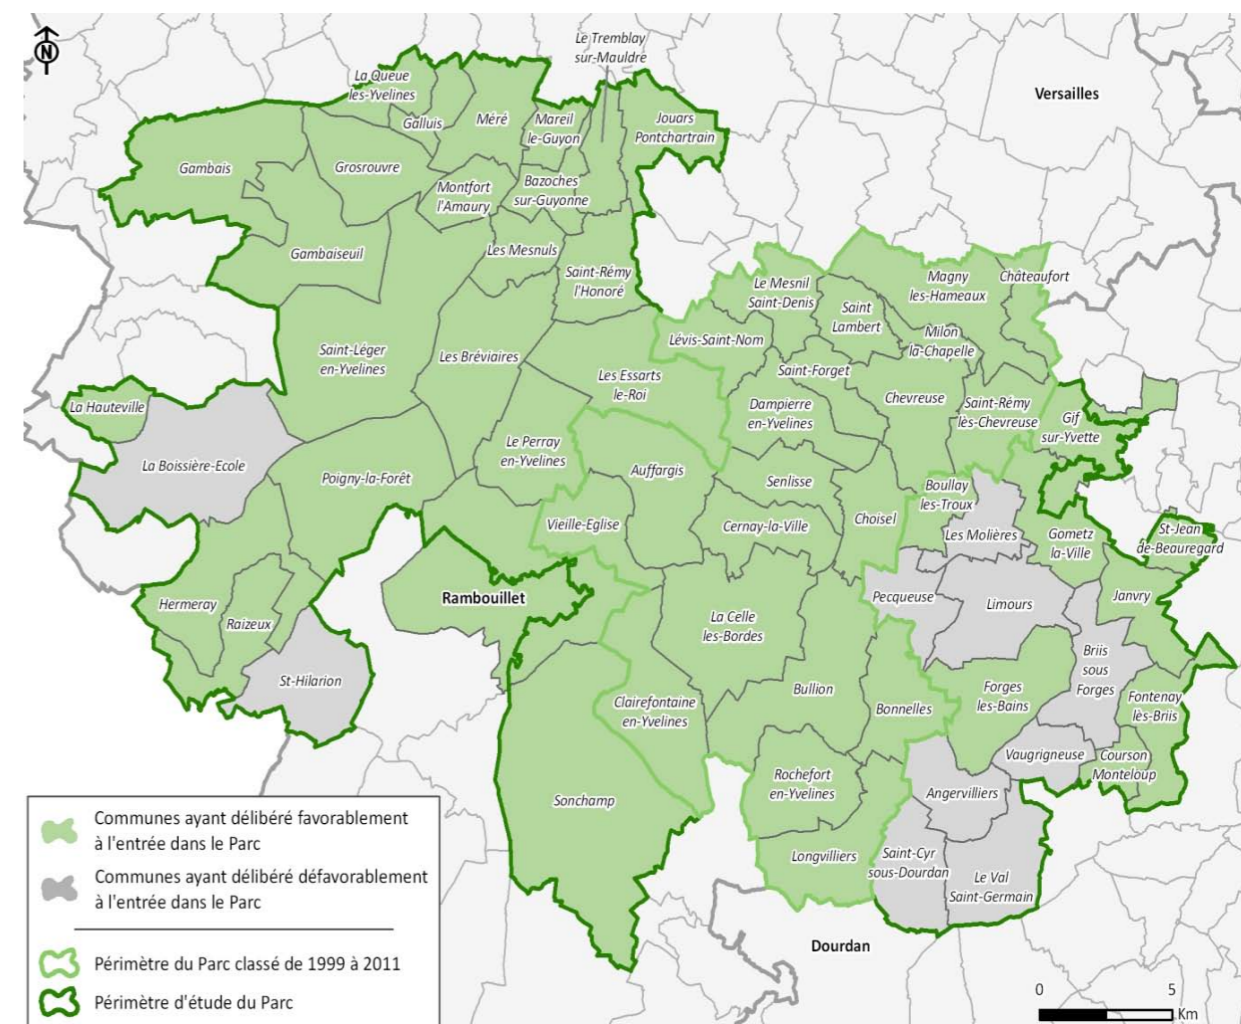 N
Le Tremblay
sur-Mauldre
La Queue
les-Yvelines
Galluis
Méré
Mareil
le-Guyon
Jouars
Pontchartrain
Versailles
Gambais
Grosrouvre
Montfort
l'Amaury
Bazoches
sur-Guyonne
Gambaiseuil
Les Mesnuls
Saint-Rémy
l'Honoré
Le Mesnil
Saint-Denis
Magny
les-Hameaux
Châteaufort
Saint
Lambert
Milon
la-Chapelle
Lévis-Saint-Nom
Saint-Léger
en-Yvelines
Les Bréviaires
Les Essarts
le-Roi
Saint-Forget
Chevreuse
Dampierre
en-Yvelines
Saint-Rémy
lès-Chevreuse
Gif
sur-Yvette
La Hauteville
La Boissière-Ecole
Le Perray
en-Yvelines
Auffargis
Poigny-la-Forêt
Senlisse
Boullay
les-Troux
Vieille-Eglise
Cernay-la-Ville
Choisel
Les Molières
Gometz
la-Ville
St-Jean
de-Beauregard
Hermeray
Raizeux
Rambouillet
La Celle
les-Bordes
Pecqueuse
Limours
Janvry
Briis
sous
Forges
St-Hilarion
Clairefontaine
en-Yvelines
Bullion
Bonnelles
Forges
les-Bains
Fontenay
lès-Briis
Vaugrigneuse
Courson
Monteloup
Sonchamp
Rochefort
en-Yvelines
Angervilliers
Longvilliers
Saint-Cyr
sous-Dourdan
Le Val
Saint-Germain
Dourdan
Communes ayant délibéré favorablement
à l'entrée dans le Parc
Communes ayant délibéré défavorablement
à l'entrée dans le Parc
Périmètre du Parc classé de 1999 à 2011
Périmètre d'étude du Parc
0 5
Km